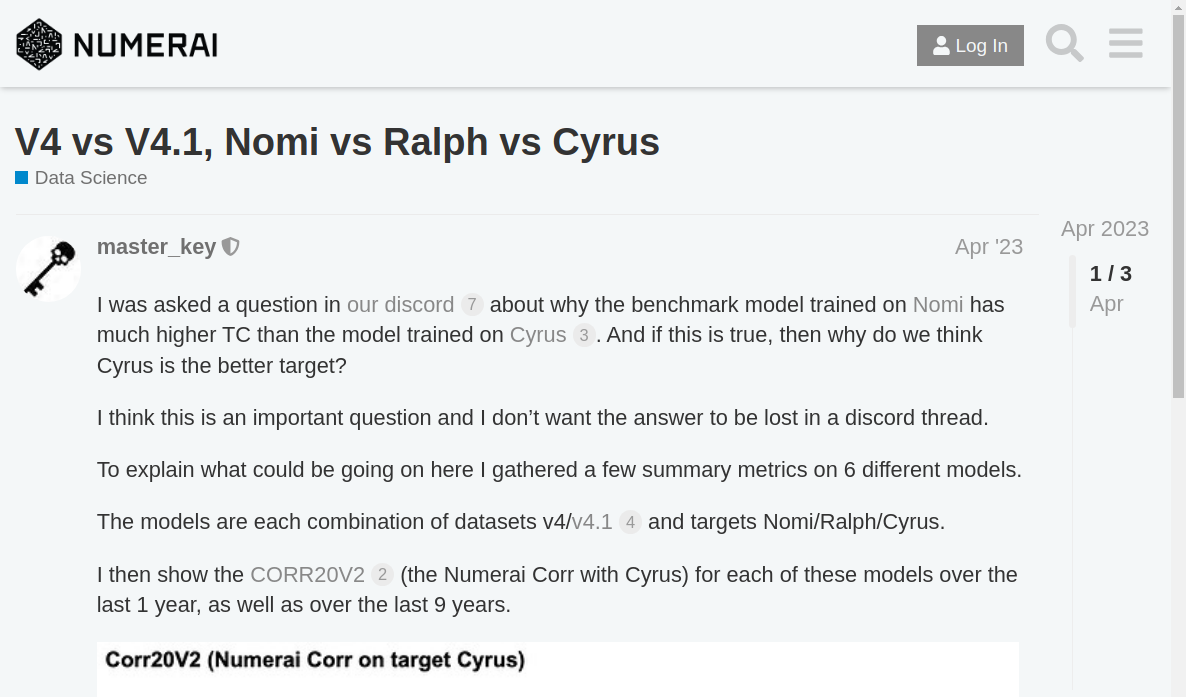 NUMERAI
Log In
V4 vs V4.1, Nomi vs Ralph vs Cyrus
Data Science
master_key
Apr '23
Apr 2023
1 / 3
Apr
I was asked a question in our discord 7 about why the benchmark model trained on Nomi has
much higher TC than the model trained on Cyrus 3. And if this is true, then why do we think
Cyrus is the better target?
I think this is an important question and I don’t want the answer to be lost in a discord thread.
To explain what could be going on here I gathered a few summary metrics on 6 different models.
The models are each combination of datasets v4/v4.1 4 and targets Nomi/Ralph/Cyrus.
I then show the CORR20V2 2 (the Numerai Corr with Cyrus) for each of these models over the
last 1 year, as well as over the last 9 years.
Corr20V2 (Numerai Corr on target Cyrus)